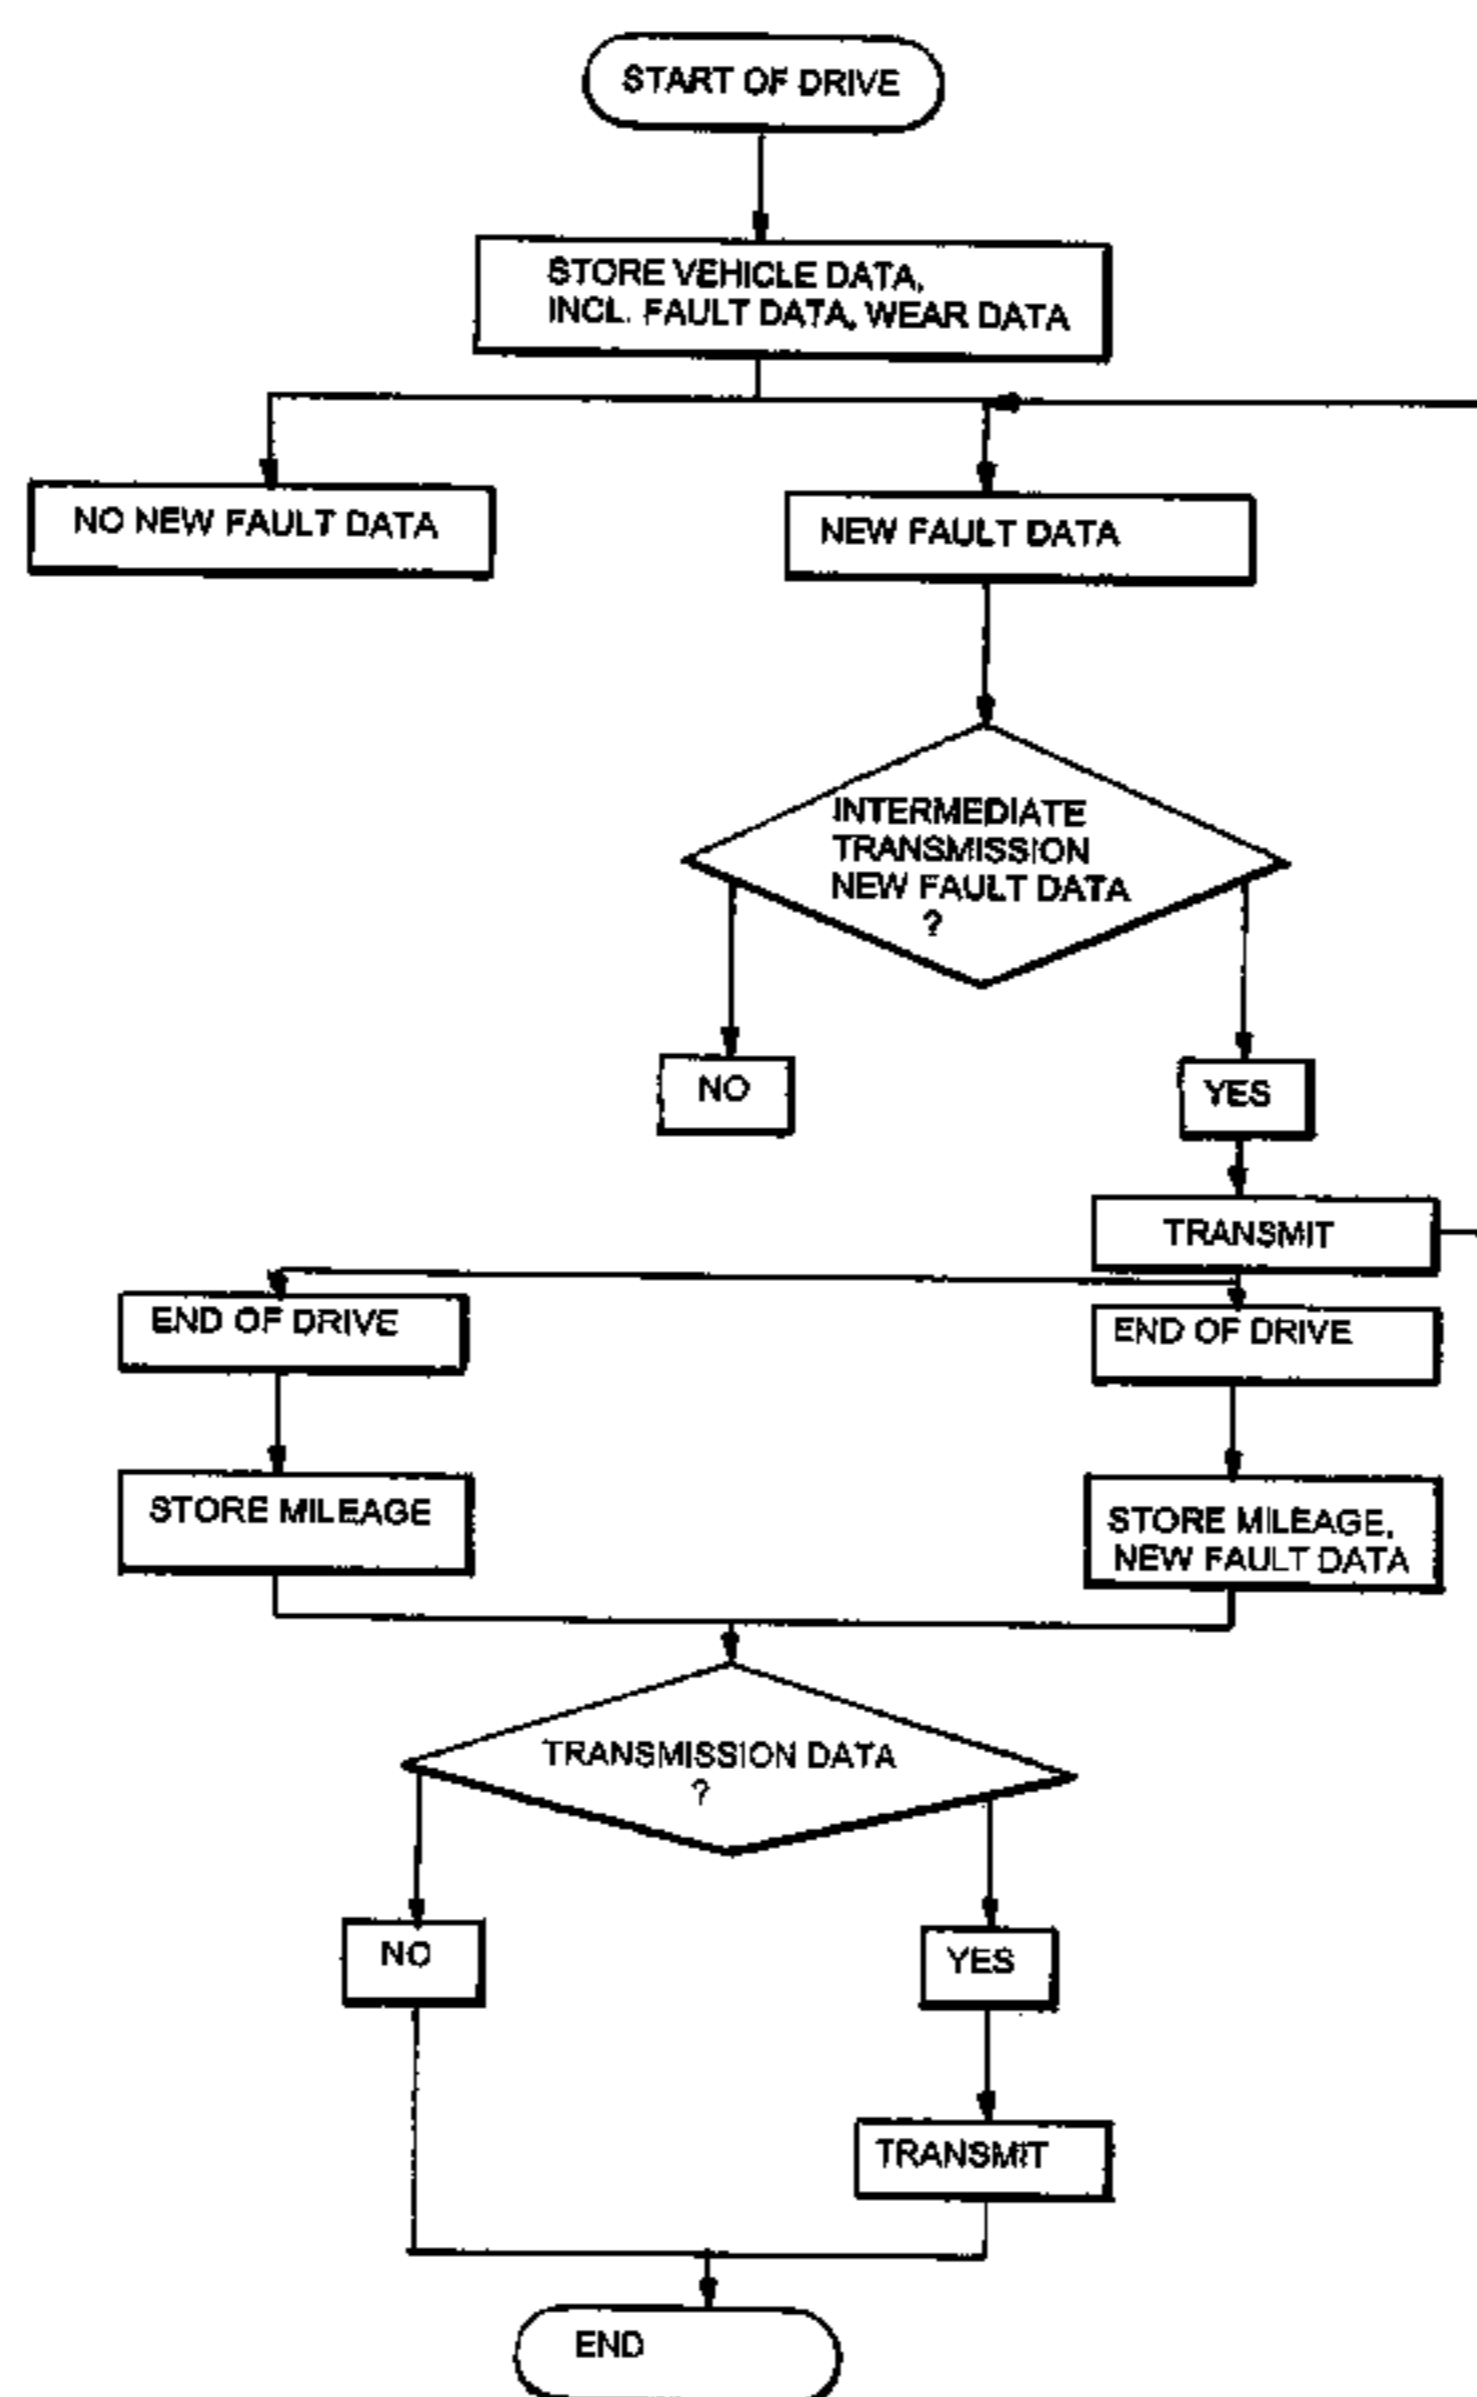 START OF DRIVE
STORE VEHICLE DATA,
INCL. FAULT DATA, WEAR DATA
NO NEW FAULT DATA
NEW FAULT DATA
INTERMEDIATE
TRANSMISSION
NEW FAULT DATA
?
NO
YES
TRANSMIT
END OF DRIVE
END OF DRIVE
STORE MILEAGE
STORE MILEAGE,
NEW FAULT DATA
TRANSMISSION DATA
?
NO
YES
TRANSMIT
END